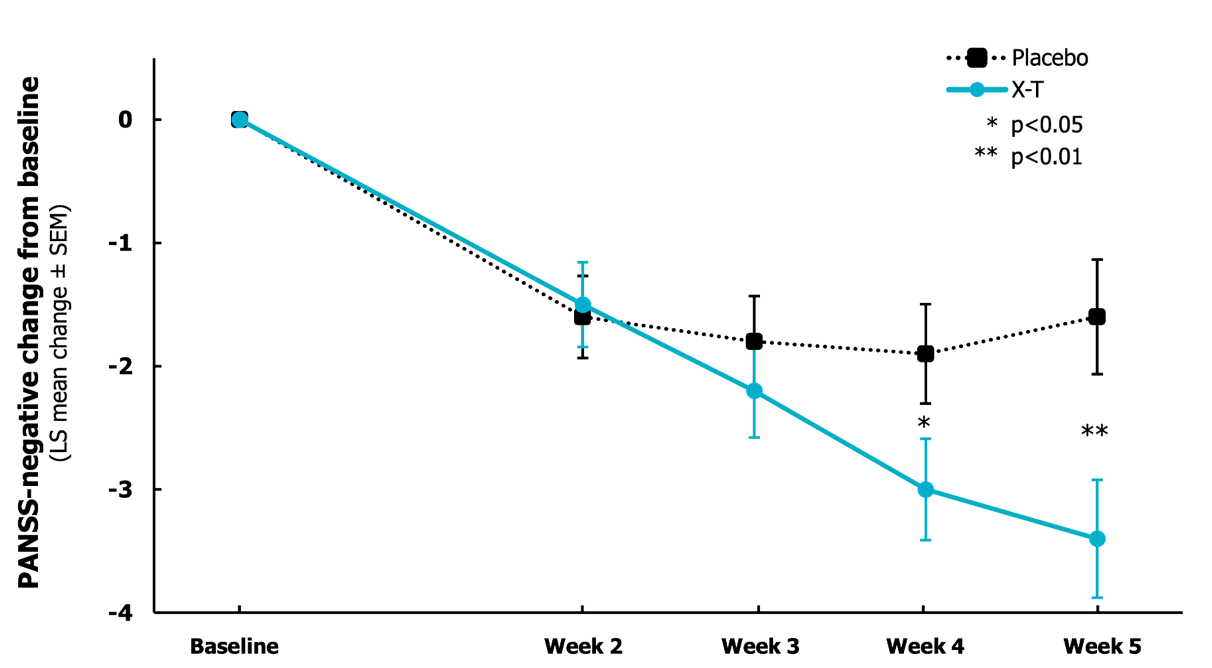 Placebo
X-T
* p<0.05
** p<0.01
PANSS-negative change from baseline
(LS mean change ± SEM)
0
-1
-2
-3
-4
*
**
Baseline Week 2 Week 3 Week 4 Week 5